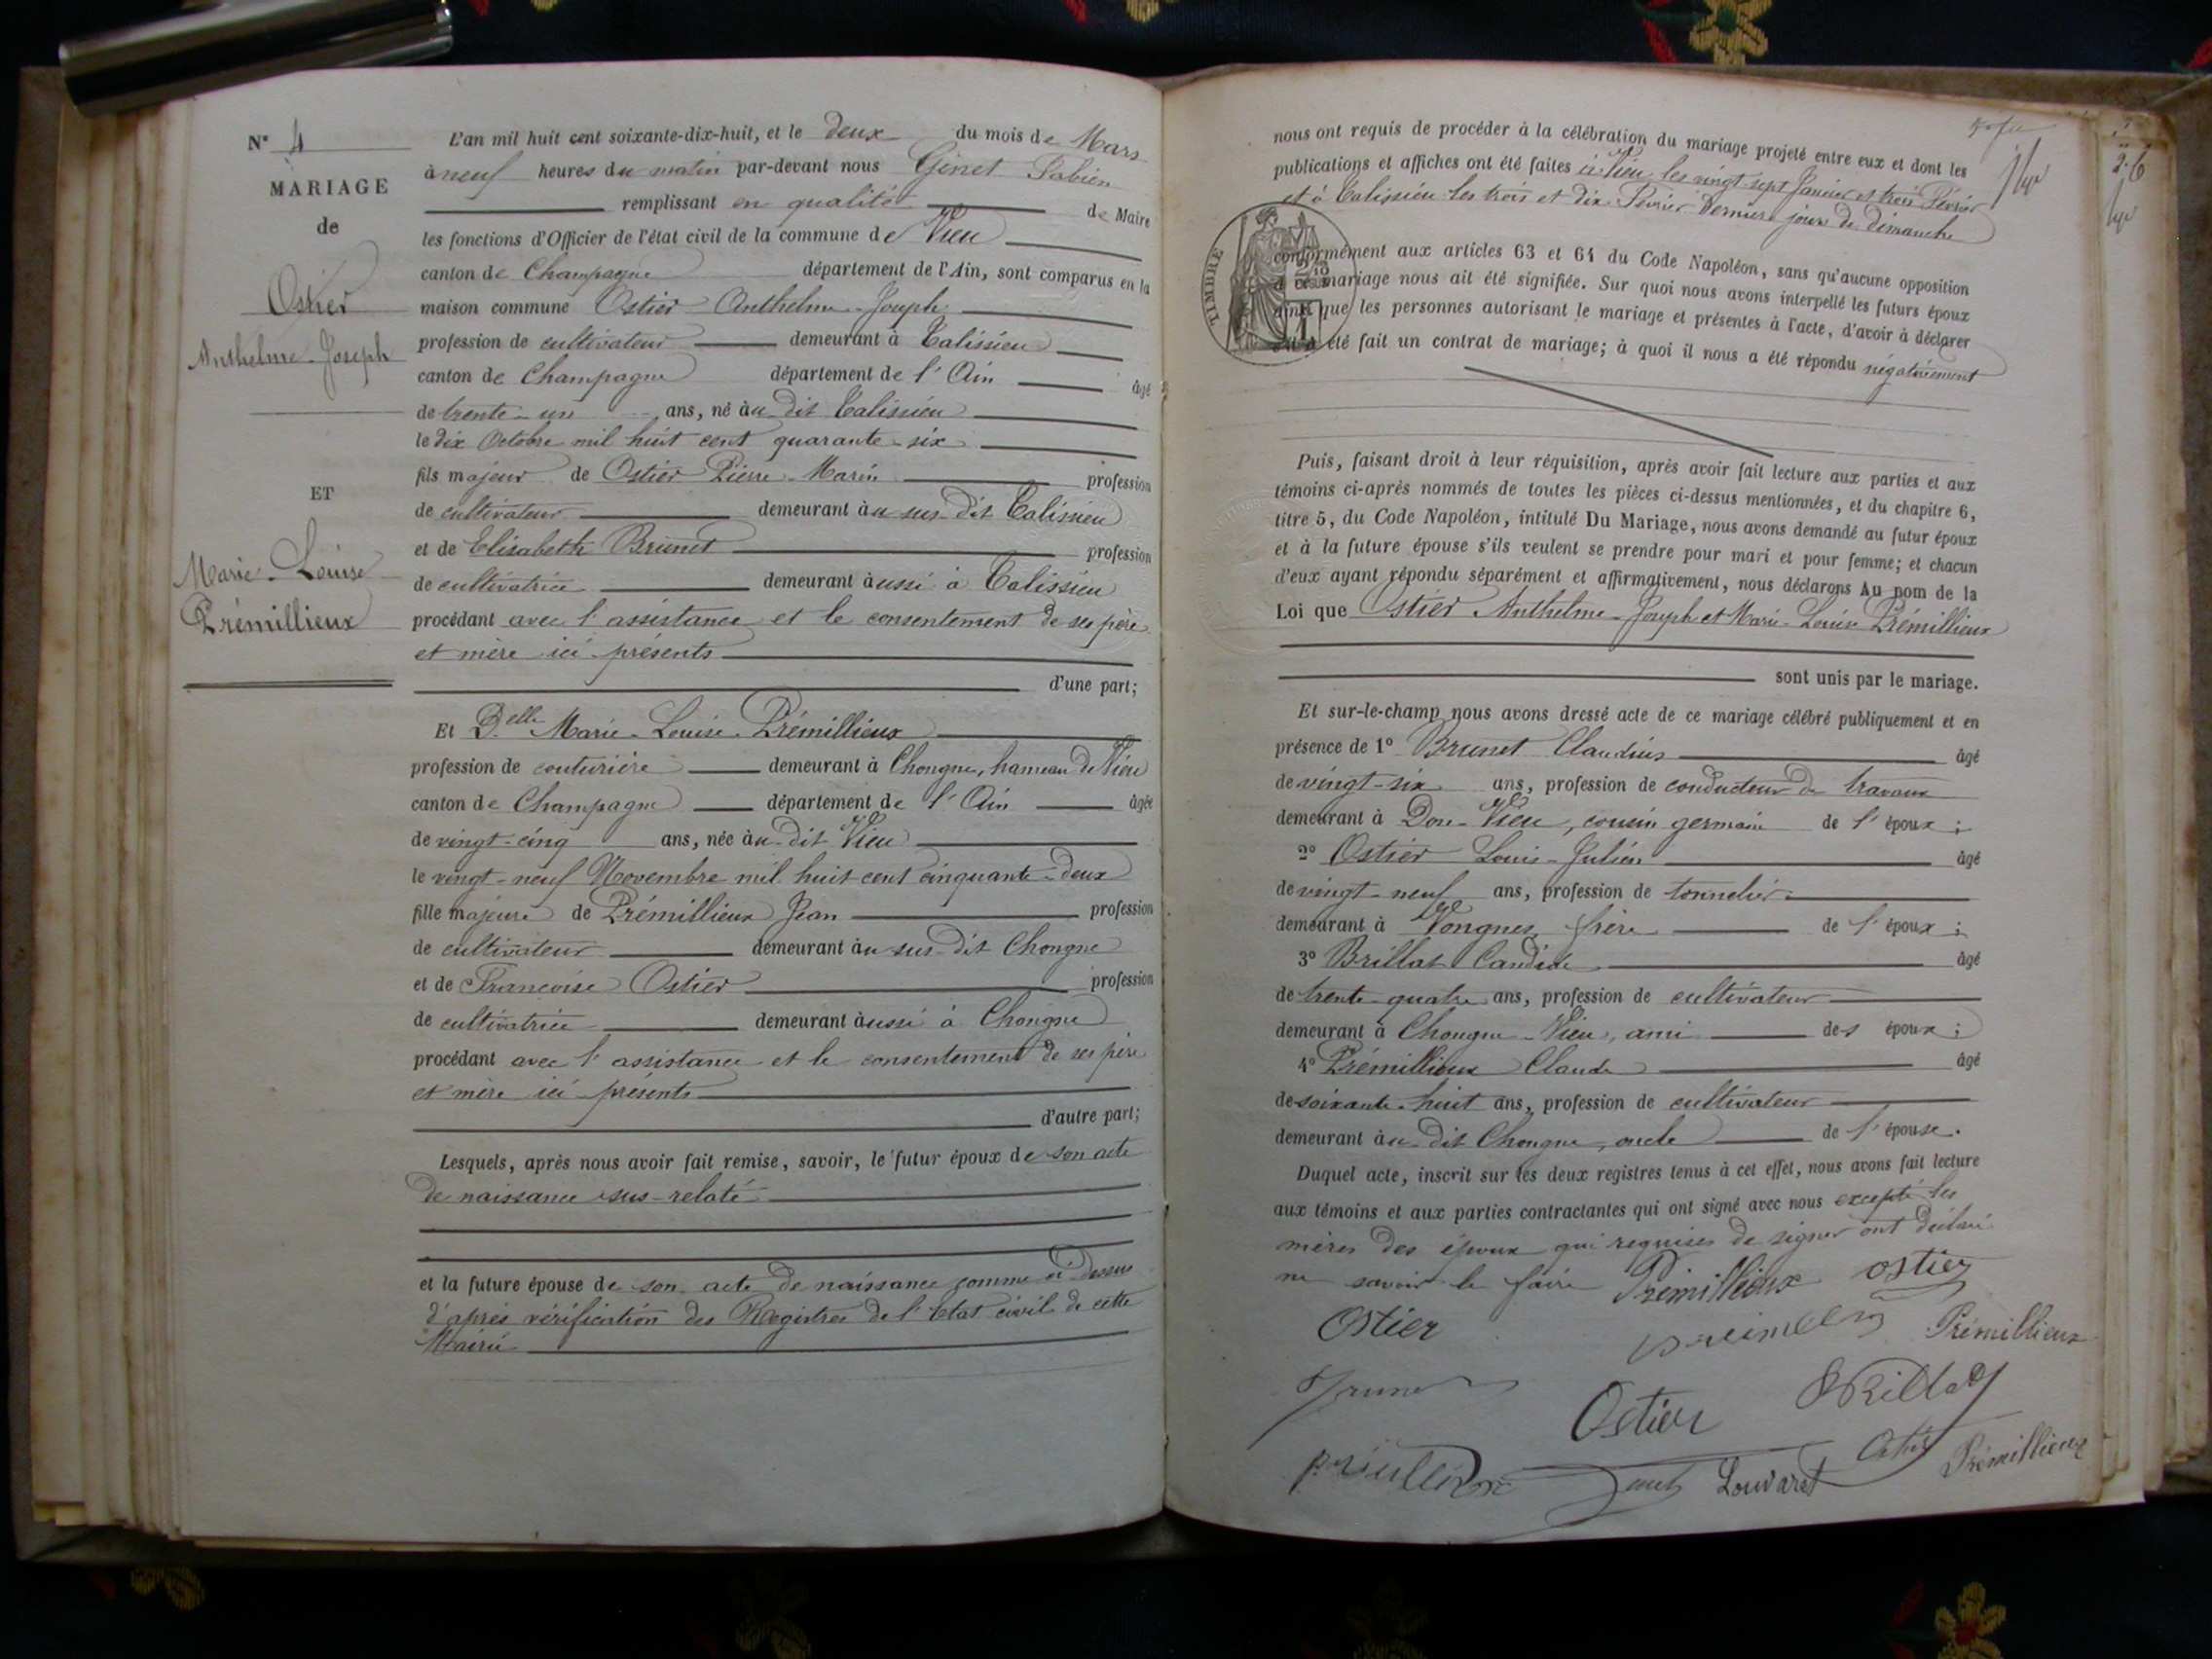 N° 4
MARIAGE
de
Ostier
Anthelme-Joseph
ET
Marie-Louise
Prémillieux
L'an mil huit cent soixante-dix-huit, et le deux du mois de Mars
à neuf heures du matin par-devant nous Ginet Fabien
remplissant en qualité de Maire
les fonctions d'Officier de l'état civil de la commune de Vieu
canton de Champagne département de l'Ain, sont comparus en la
maison commune Ostier Anthelme-Joseph
profession de cultivateur demeurant à Talissieu
canton de Champagne département de l'Ain âgé
de trente-un ans, né au dit Talissieu
le dix Octobre mil huit cent quarante-six
fils majeur de Ostier Pierre-Marin profession
de cultivateur demeurant au sus-dit Talissieu
et de Elisabeth Brunet profession
de cultivatrice demeurant aussi à Talissieu
procédant avec l'assistance et le consentement de ses père
et mère ici présents
d'une part;
Et Delle Marie-Louise Prémillieux
profession de couturière demeurant à Chongne, hameau de Vieu
canton de Champagne département de l'Ain âgée
de vingt-cinq ans, née au dit Vieu
le vingt-neuf Novembre mil huit cent cinquante-deux
fille majeure de Prémillieux Jean profession
de cultivateur demeurant au sus-dit Chongne
et de Francoise Ostier profession
de cultivatrice demeurant aussi à Chongne
procédant avec l'assistance et le consentement de ses père
et mère ici présents
d'autre part;
Lesquels, après nous avoir fait remise, savoir, le futur époux de son acte
de naissance sus-relaté
et la future épouse de son acte de naissance comme ci dessus
d'après vérification des Registres de l'Etat civil de cette
Mairie
nous ont requis de procéder à la célébration du mariage projeté entre eux et dont les
publications et affiches ont été faites à Vieu les vingt-sept Janvier et trois Février
et à Talissieu les trois et dix Février derniers jour de dimanche
TIMBRE
conformément aux articles 63 et 64 du Code Napoléon, sans qu'aucune opposition
à ce mariage nous ait été signifiée. Sur quoi nous avons interpellé les futurs époux
ainsi que les personnes autorisant le mariage et présentes à l'acte, d'avoir à déclarer
s'il a été fait un contrat de mariage; à quoi il nous a été répondu négativement
Puis, faisant droit à leur réquisition, après avoir fait lecture aux parties et aux
témoins ci-après nommés de toutes les pièces ci-dessus mentionnées, et du chapitre 6,
titre 5, du Code Napoléon, intitulé Du Mariage, nous avons demandé au futur époux
et à la future épouse s'ils veulent se prendre pour mari et pour femme; et chacun
d'eux ayant répondu séparément et affirmativement, nous déclarons Au nom de la
Loi que Ostier Anthelme-Joseph et Marie-Louise Prémillieux
sont unis par le mariage.
Et sur-le-champ nous avons dressé acte de ce mariage célébré publiquement et en
présence de 1° Brunet Claudius âgé
de vingt-six ans, profession de conducteur de travaux
demeurant à Don-Vieu, cousin germain de l'époux;
2° Ostier Louis-Julien âgé
de vingt-neuf ans, profession de tonnelier
demeurant à Vongnes, frère de l'époux;
3° Brillat Candide âgé
de trente-quatre ans, profession de cultivateur
demeurant à Chongne-Vieu, ami des époux;
4° Prémillieux Claude âgé
de soixante-huit ans, profession de cultivateur
demeurant au dit Chongne, oncle de l'épouse.
Duquel acte, inscrit sur les deux registres tenus à cet effet, nous avons fait lecture
aux témoins et aux parties contractantes qui ont signé avec nous excepté les
mères des époux qui requises de signer ont déclaré
ne savoir le faire Prémillieux Ostier
Ostier Prémillieux
Brunet Ostier Brillat
Louvaret Prémillieux